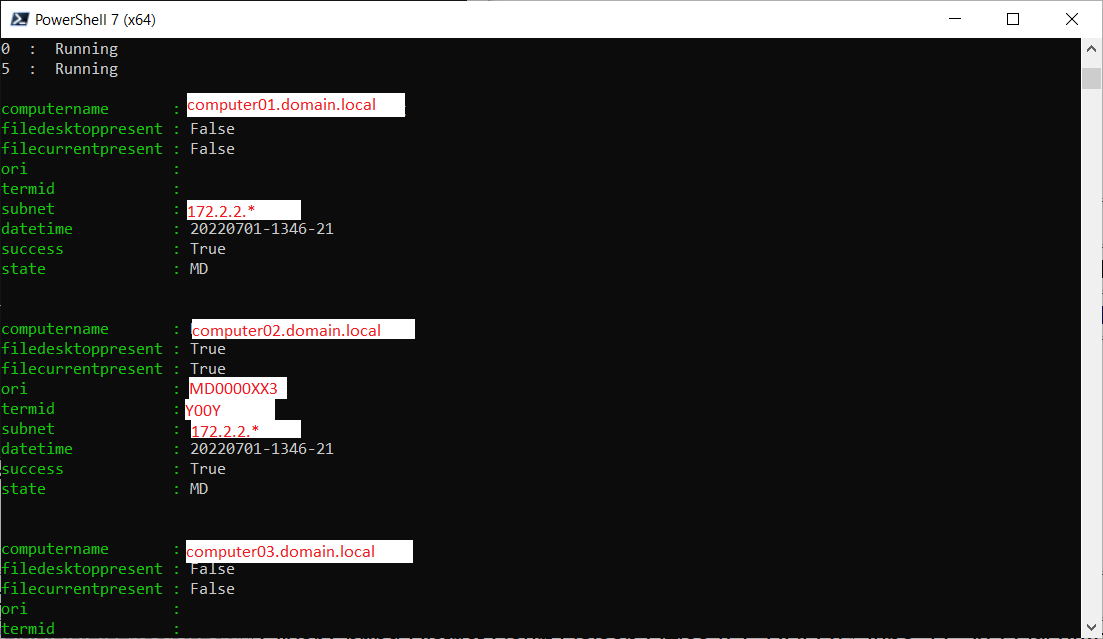 PowerShell 7 (x64)
0 : Running
5 : Running
computername : computer01.domain.local
filedesktoppresent : False
filecurrentpresent : False
ori :
termid :
subnet : 172.2.2.*
datetime : 20220701-1346-21
success : True
state : MD
computername : computer02.domain.local
filedesktoppresent : True
filecurrentpresent : True
ori : MD0000XX3
termid : Y00Y
subnet : 172.2.2.*
datetime : 20220701-1346-21
success : True
state : MD
computername : computer03.domain.local
filedesktoppresent : False
filecurrentpresent : False
ori :
termid :